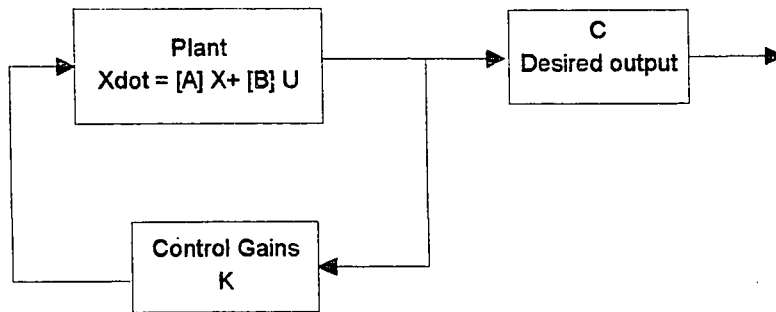 Plant
Xdot = [A] X+ [B] U
C
Desired output
Control Gains
K